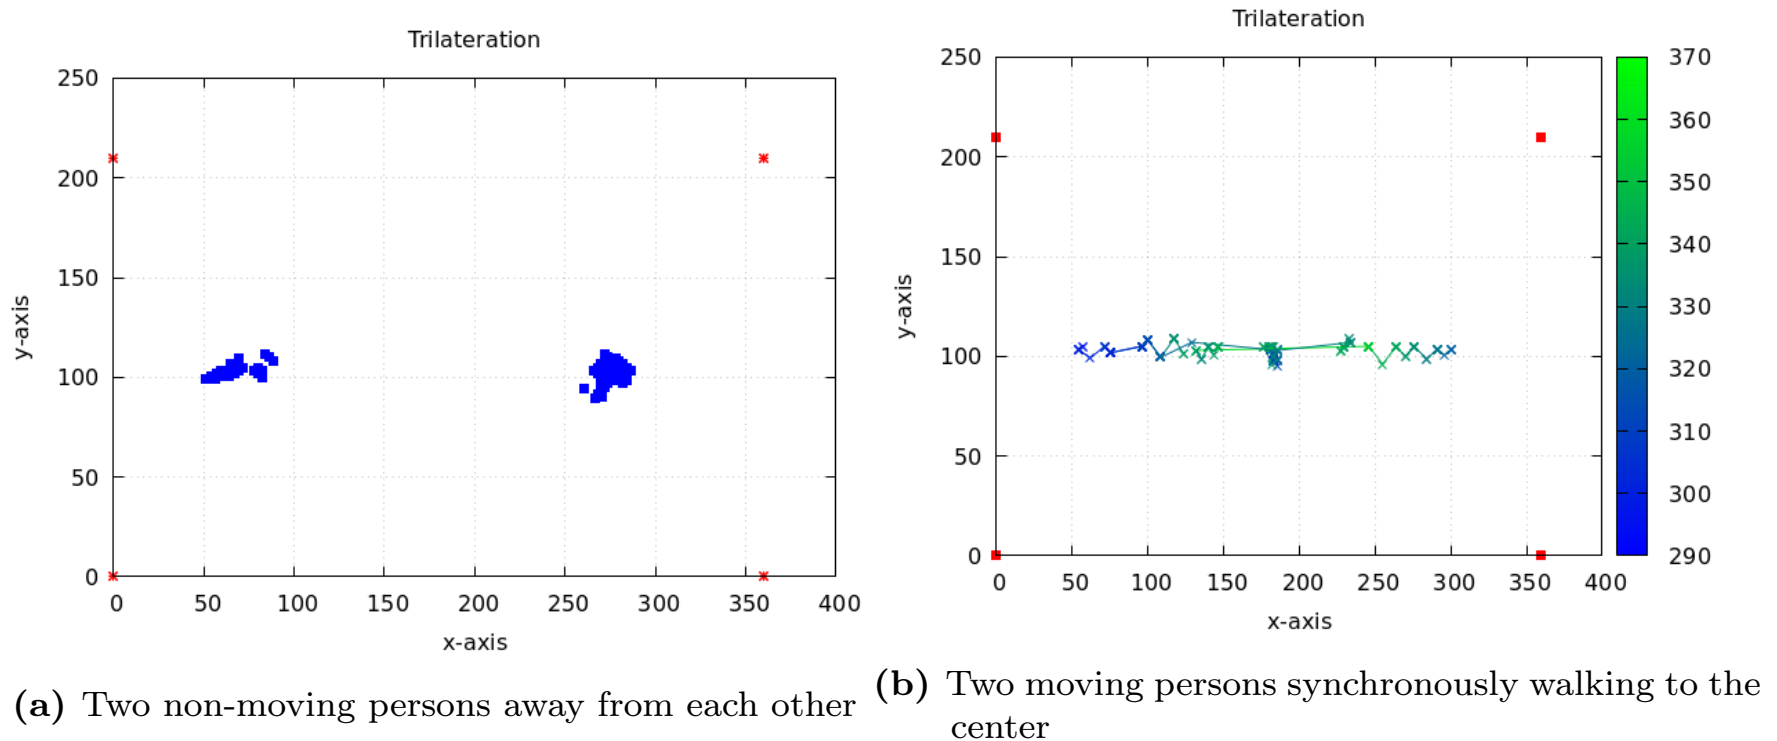 Trilateration
250
200
150
100
50
0
0 50 100 150 200 250 300 350 400
y-axis
x-axis
(a) Two non-moving persons away from each other
Trilateration
250
200
150
100
50
0
0 50 100 150 200 250 300 350 400
y-axis
x-axis
370
360
350
340
330
320
310
300
290
(b) Two moving persons synchronously walking to the
center